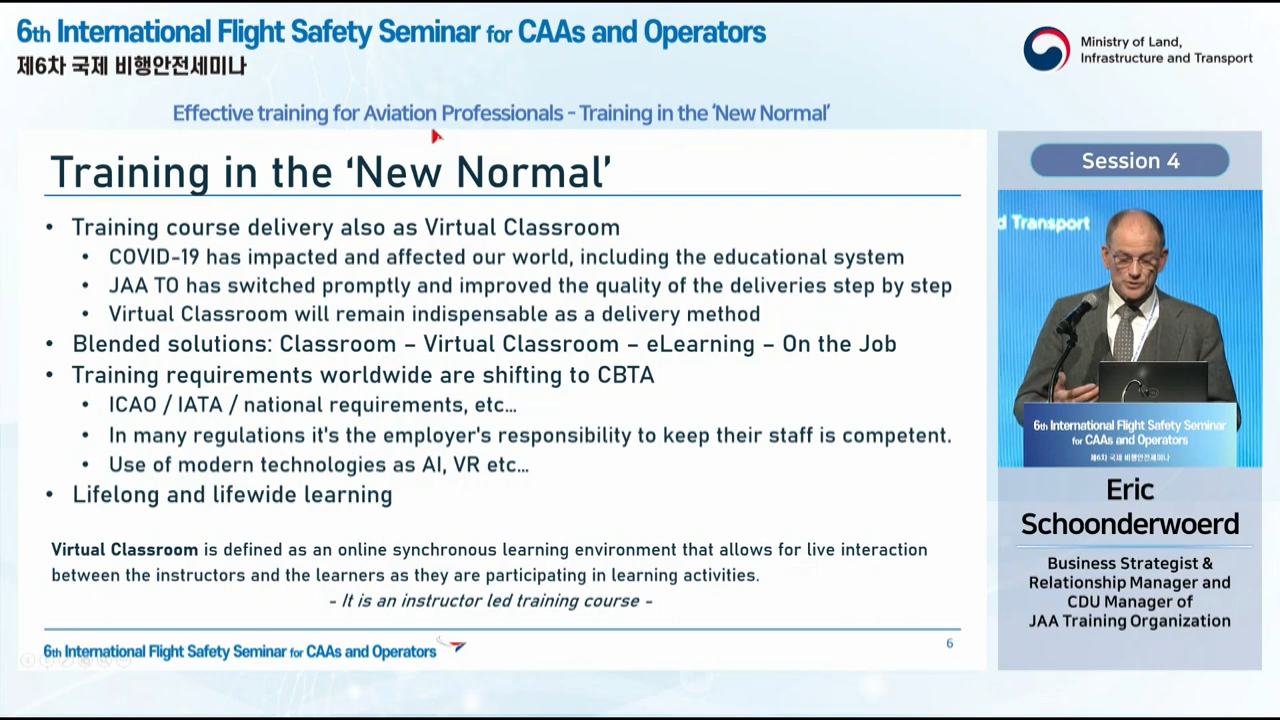 6th International Flight Safety Seminar for CAAs and Operators
제6차 국제 비행안전세미나
Ministry of Land,
Infrastructure and Transport
Effective training for Aviation Professionals - Training in the 'New Normal'
Training in the ‘New Normal’
• Training course delivery also as Virtual Classroom
• COVID-19 has impacted and affected our world, including the educational system
• JAA TO has switched promptly and improved the quality of the deliveries step by step
• Virtual Classroom will remain indispensable as a delivery method
• Blended solutions: Classroom – Virtual Classroom – eLearning – On the Job
• Training requirements worldwide are shifting to CBTA
• ICAO / IATA / national requirements, etc…
• In many regulations it's the employer's responsibility to keep their staff is competent.
• Use of modern technologies as AI, VR etc…
• Lifelong and lifewide learning
Virtual Classroom is defined as an online synchronous learning environment that allows for live interaction
between the instructors and the learners as they are participating in learning activities.
- It is an instructor led training course -
6th International Flight Safety Seminar for CAAs and Operators
6
Session 4
d Transport
6th International Flight Safety Seminar
for CAAs and Operators
제6차 국제 비행안전세미나
Eric
Schoonderwoerd
Business Strategist &
Relationship Manager and
CDU Manager of
JAA Training Organization